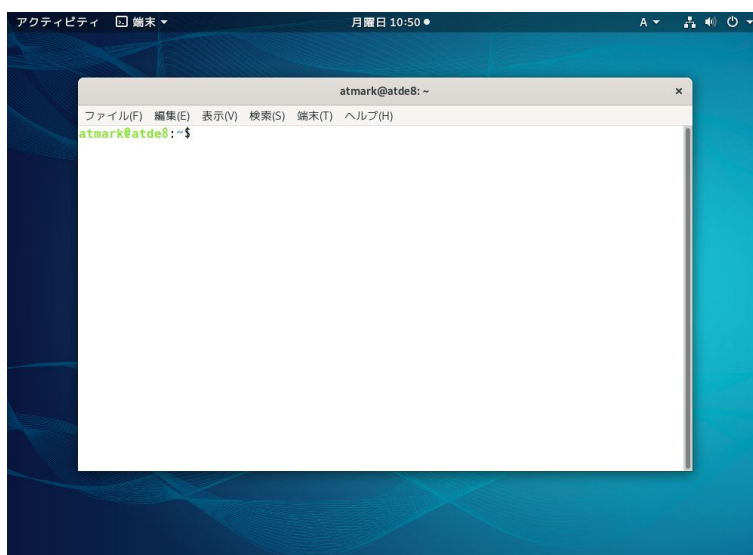 アクティビティ 端末 月曜日 10:50 A
atmark@atde8: ~ ×
ファイル(F) 編集(E) 表示(V) 検索(S) 端末(T) ヘルプ(H)
atmark@atde8:~$